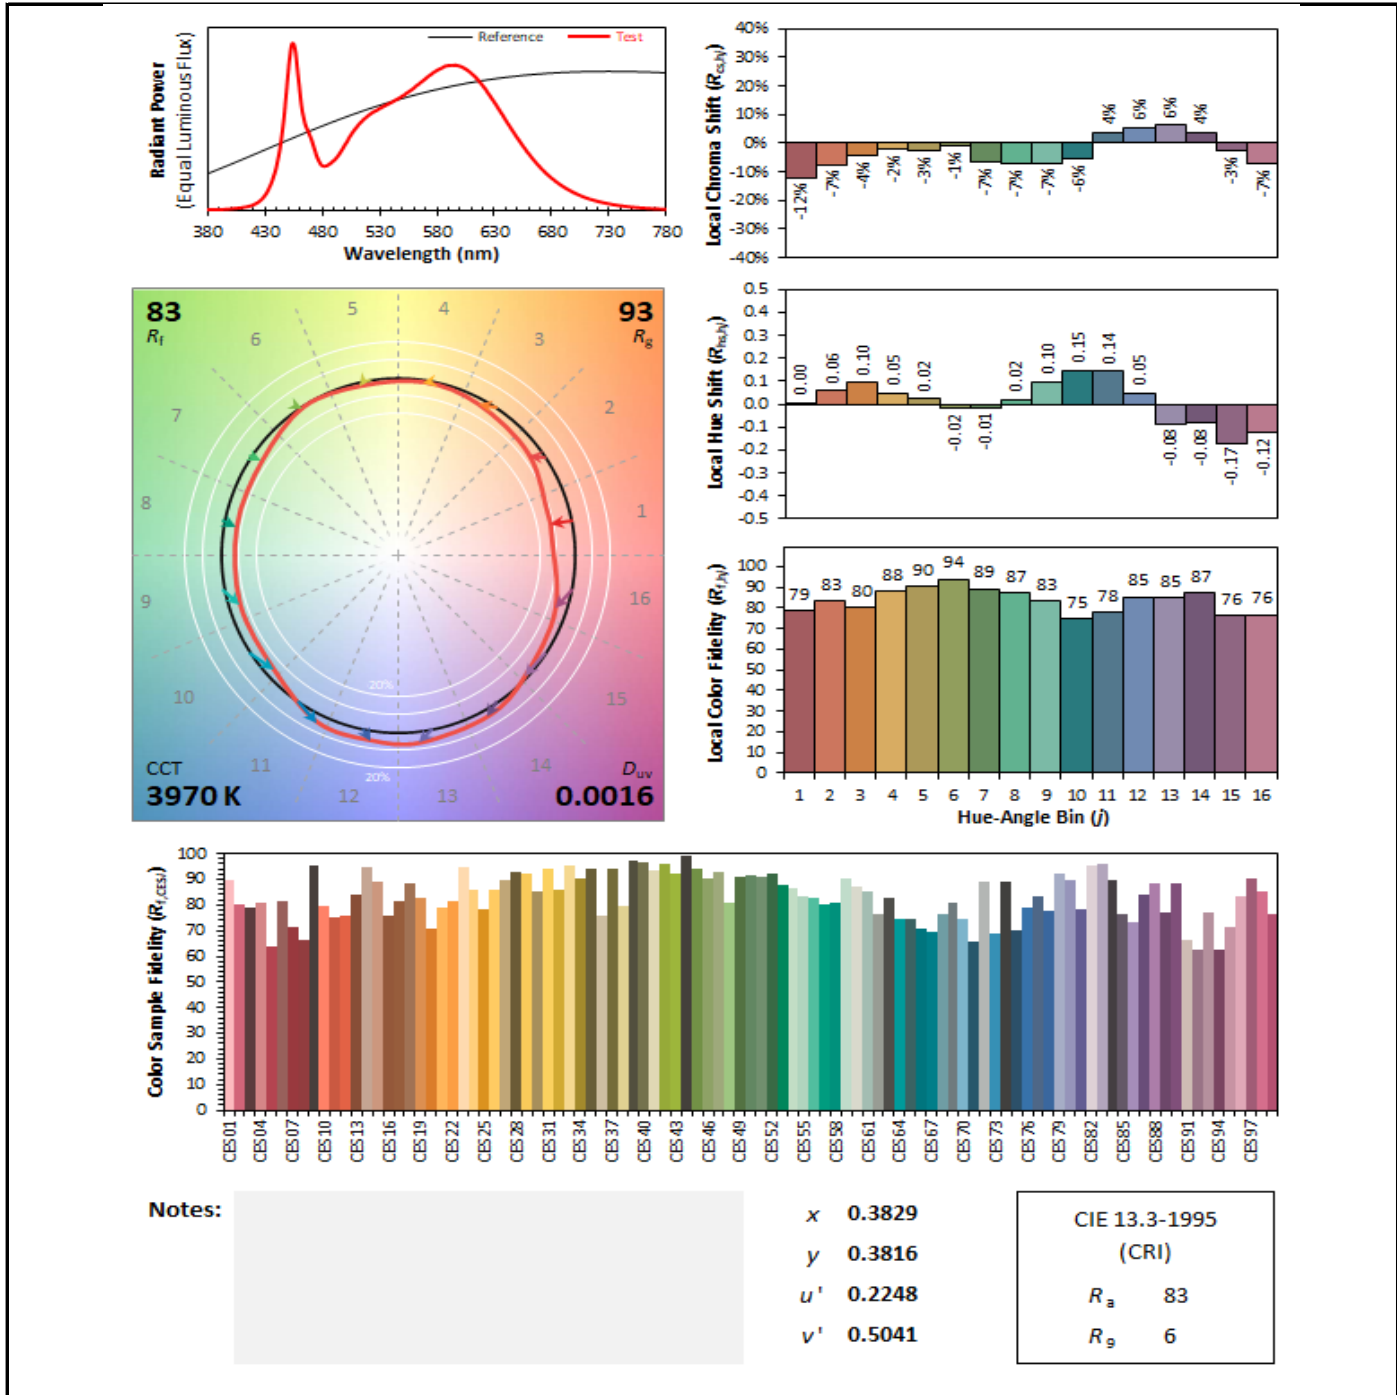 Radiant Power
(Equal Luminous Flux)
Reference
Test
380 430 480 530 580 630 680 730 780
Wavelength (nm)
Local Chroma Shift (Rcs,hj)
40%
30%
20%
10%
0%
-10%
-20%
-30%
-40%
-12% -7% -4% -2% -3% -1% -7% -7% -7% -6% 4% 6% 6% 4% -3% -7%
Local Hue Shift (Rhs,hj)
0.5
0.4
0.3
0.2
0.1
0.0
-0.1
-0.2
-0.3
-0.4
-0.5
0.00 0.06 0.10 0.05 0.02 -0.02 -0.01 0.02 0.10 0.15 0.14 0.05 -0.08 -0.08 -0.17 -0.12
83
Rf
93
Rg
1
2
3
4
5
6
7
8
9
10
11
12
13
14
15
16
20%
20%
CCT
3970 K
Duv
0.0016
Local Color Fidelity (Rf,hj)
100
90
80
70
60
50
40
30
20
10
0
79 83 80 88 90 94 89 87 83 75 78 85 85 87 76 76
1 2 3 4 5 6 7 8 9 10 11 12 13 14 15 16
Hue-Angle Bin (j)
Color Sample Fidelity (Rf,CESi)
100
90
80
70
60
50
40
30
20
10
0
CES01 CES04 CES07 CES10 CES13 CES16 CES19 CES22 CES25 CES28 CES31 CES34 CES37 CES40 CES43 CES46 CES49 CES52 CES55 CES58 CES61 CES64 CES67 CES70 CES73 CES76 CES79 CES82 CES85 CES88 CES91 CES94 CES97
Notes:
x 0.3829
y 0.3816
u' 0.2248
v' 0.5041
CIE 13.3-1995
(CRI)
Ra 83
R9 6